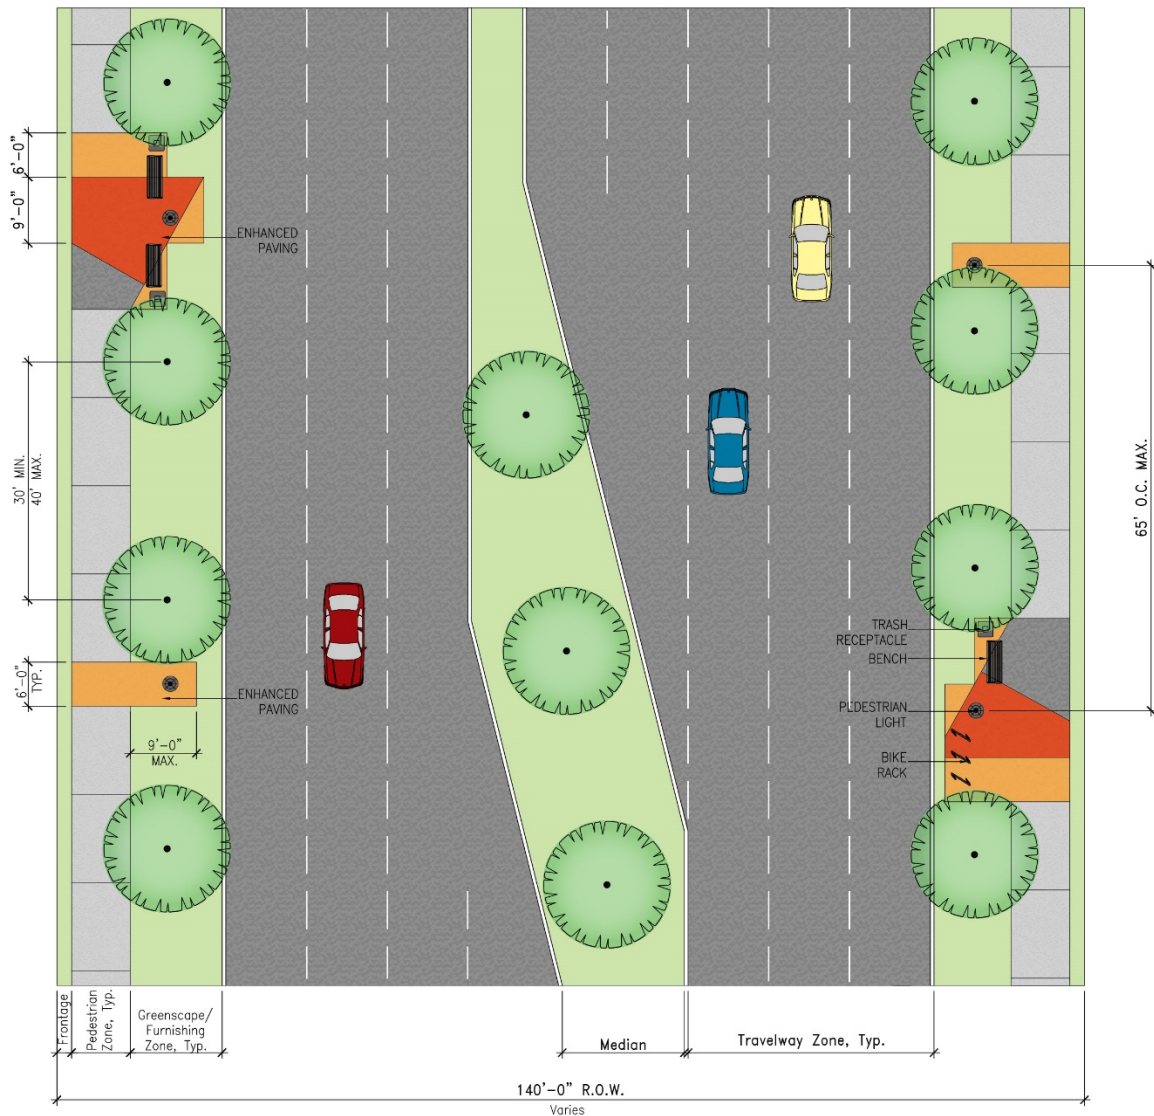 6'-0"
9'-0"
ENHANCED
PAVING
30' MIN.
40' MAX.
65' O.C. MAX.
TRASH
RECEPTACLE
BENCH
PEDESTRIAN
LIGHT
BIKE
RACK
6'-0"
TYP.
ENHANCED
PAVING
9'-0"
MAX.
Frontage
Pedestrian
Zone, Typ.
Greenscape/
Furnishing
Zone, Typ.
Median
Travelway Zone, Typ.
140'-0" R.O.W.
Varies